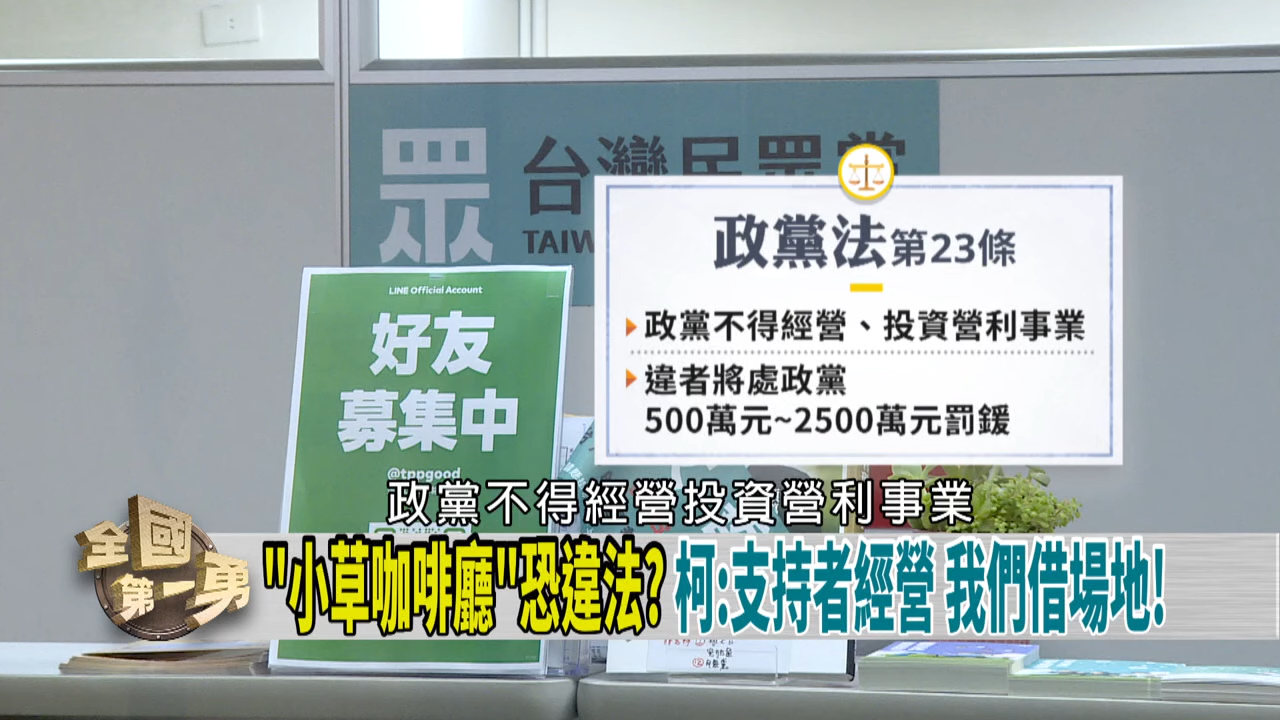 眾 台灣民眾黨
TAIW
政黨法第23條
政黨不得經營、投資營利事業
違者將處政黨
500萬元~2500萬元罰鍰
LINE Official Account
好友
募集中
@tppgood
政黨不得經營投資營利事業
全國
第一勇
"小草咖啡廳"恐違法? 柯:支持者經營 我們借場地!